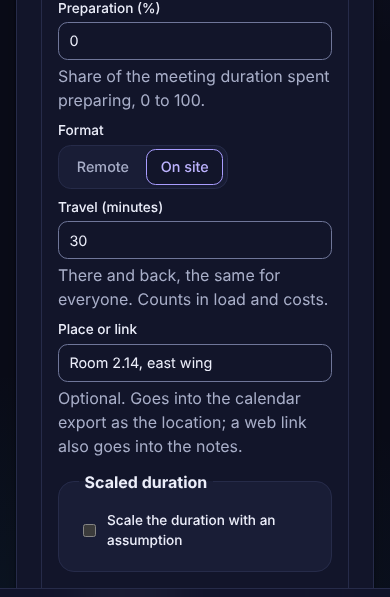 Preparation (%)
0
Share of the meeting duration spent
preparing, 0 to 100.
Format
Remote
On site
Travel (minutes)
30
There and back, the same for
everyone. Counts in load and costs.
Place or link
Room 2.14, east wing
Optional. Goes into the calendar
export as the location; a web link
also goes into the notes.
Scaled duration
Scale the duration with an
assumption